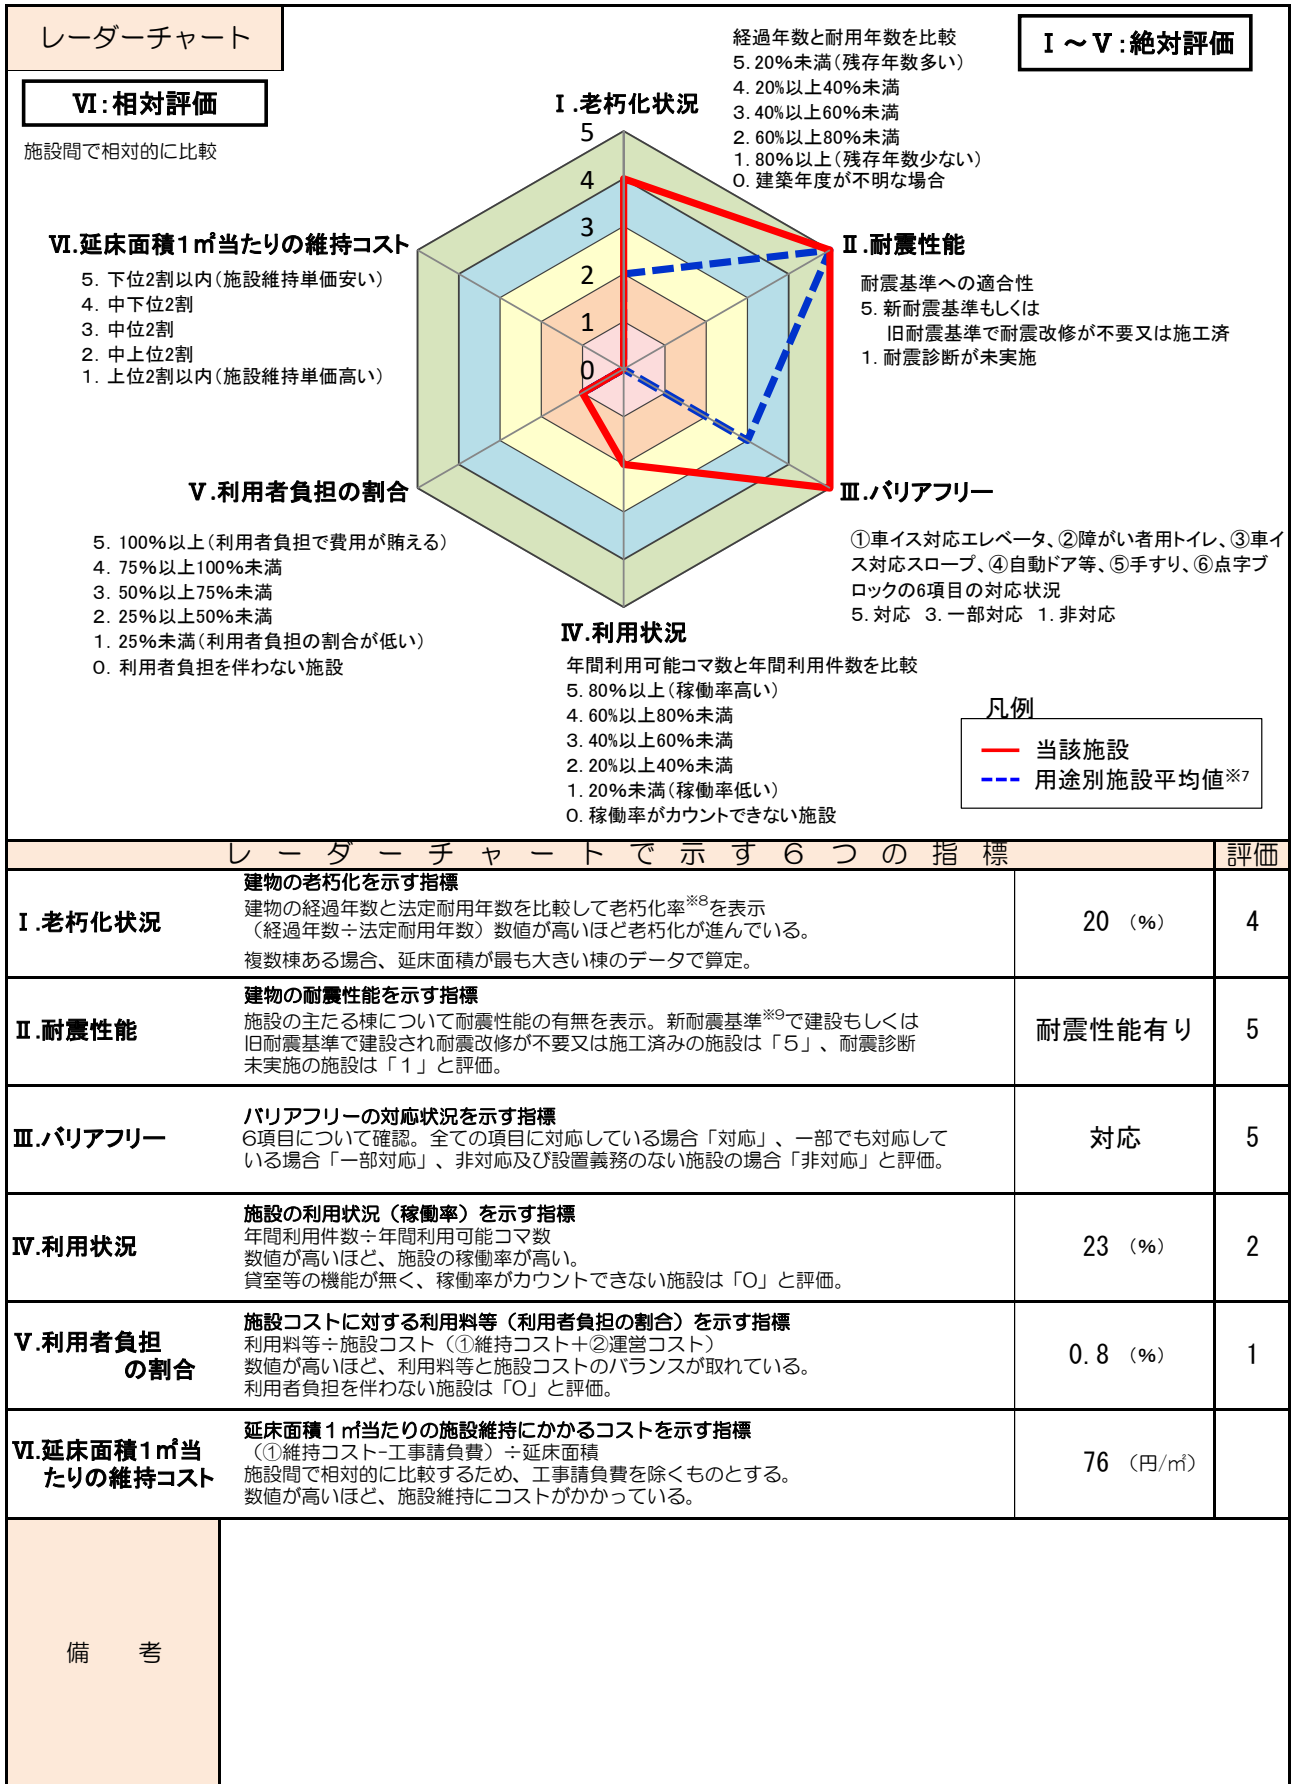 レーダーチャート
Ⅰ～Ⅴ：絶対評価
Ⅵ：相対評価
施設間で相対的に比較
Ⅰ.老朽化状況
経過年数と耐用年数を比較
5.20％未満（残存年数多い）
4.20%以上40％未満
3.40％以上60％未満
2.60％以上80％未満
1.80％以上（残存年数少ない）
0.建築年度が不明な場合
5
4
3
2
1
0
Ⅱ.耐震性能
耐震基準への適合性
5.新耐震基準もしくは
旧耐震基準で耐震改修が不要又は施工済
1.耐震診断が未実施
Ⅲ.バリアフリー
①車イス対応エレベータ、②障がい者用トイレ、③車イ
ス対応スロープ、④自動ドア等、⑤手すり、⑥点字ブ
ロックの6項目の対応状況
5.対応 3.一部対応 1.非対応
Ⅳ.利用状況
年間利用可能コマ数と年間利用件数を比較
5.80％以上（稼働率高い）
4.60％以上80％未満
3.40％以上60％未満
2.20％以上40％未満
1.20％未満（稼働率低い）
0.稼働率がカウントできない施設
Ⅴ.利用者負担の割合
5. 100％以上（利用者負担で費用が賄える）
4. 75％以上100％未満
3. 50％以上75％未満
2. 25％以上50％未満
1. 25％未満（利用者負担の割合が低い）
0. 利用者負担を伴わない施設
Ⅵ.延床面積1㎡当たりの維持コスト
5. 下位2割以内（施設維持単価安い）
4. 中下位2割
3. 中位2割
2. 中上位2割
1. 上位2割以内（施設維持単価高い）
凡例
当該施設
用途別施設平均値※7
レーダーチャートで示す６つの指標 評価
Ⅰ.老朽化状況
建物の老朽化を示す指標
建物の経過年数と法定耐用年数を比較して老朽化率※8を表示
（経過年数÷法定耐用年数）数値が高いほど老朽化が進んでいる。
複数棟ある場合、延床面積が最も大きい棟のデータで算定。
20 （%） 4
Ⅱ.耐震性能
建物の耐震性能を示す指標
施設の主たる棟について耐震性能の有無を表示。新耐震基準※9で建設もしくは
旧耐震基準で建設され耐震改修が不要又は施工済みの施設は「５」、耐震診断
未実施の施設は「１」と評価。
耐震性能有り 5
Ⅲ.バリアフリー
バリアフリーの対応状況を示す指標
6項目について確認。全ての項目に対応している場合「対応」、一部でも対応して
いる場合「一部対応」、非対応及び設置義務のない施設の場合「非対応」と評価。
対応 5
Ⅳ.利用状況
施設の利用状況（稼働率）を示す指標
年間利用件数÷年間利用可能コマ数
数値が高いほど、施設の稼働率が高い。
貸室等の機能が無く、稼働率がカウントできない施設は「0」と評価。
23 （%） 2
Ⅴ.利用者負担
の割合
施設コストに対する利用料等（利用者負担の割合）を示す指標
利用料等÷施設コスト（①維持コスト＋②運営コスト）
数値が高いほど、利用料等と施設コストのバランスが取れている。
利用者負担を伴わない施設は「0」と評価。
0.8 （%） 1
Ⅵ.延床面積1㎡当
たりの維持コスト
延床面積１㎡当たりの施設維持にかかるコストを示す指標
（①維持コスト-工事請負費）÷延床面積
施設間で相対的に比較するため、工事請負費を除くものとする。
数値が高いほど、施設維持にコストがかかっている。
76 （円/㎡）
備　考